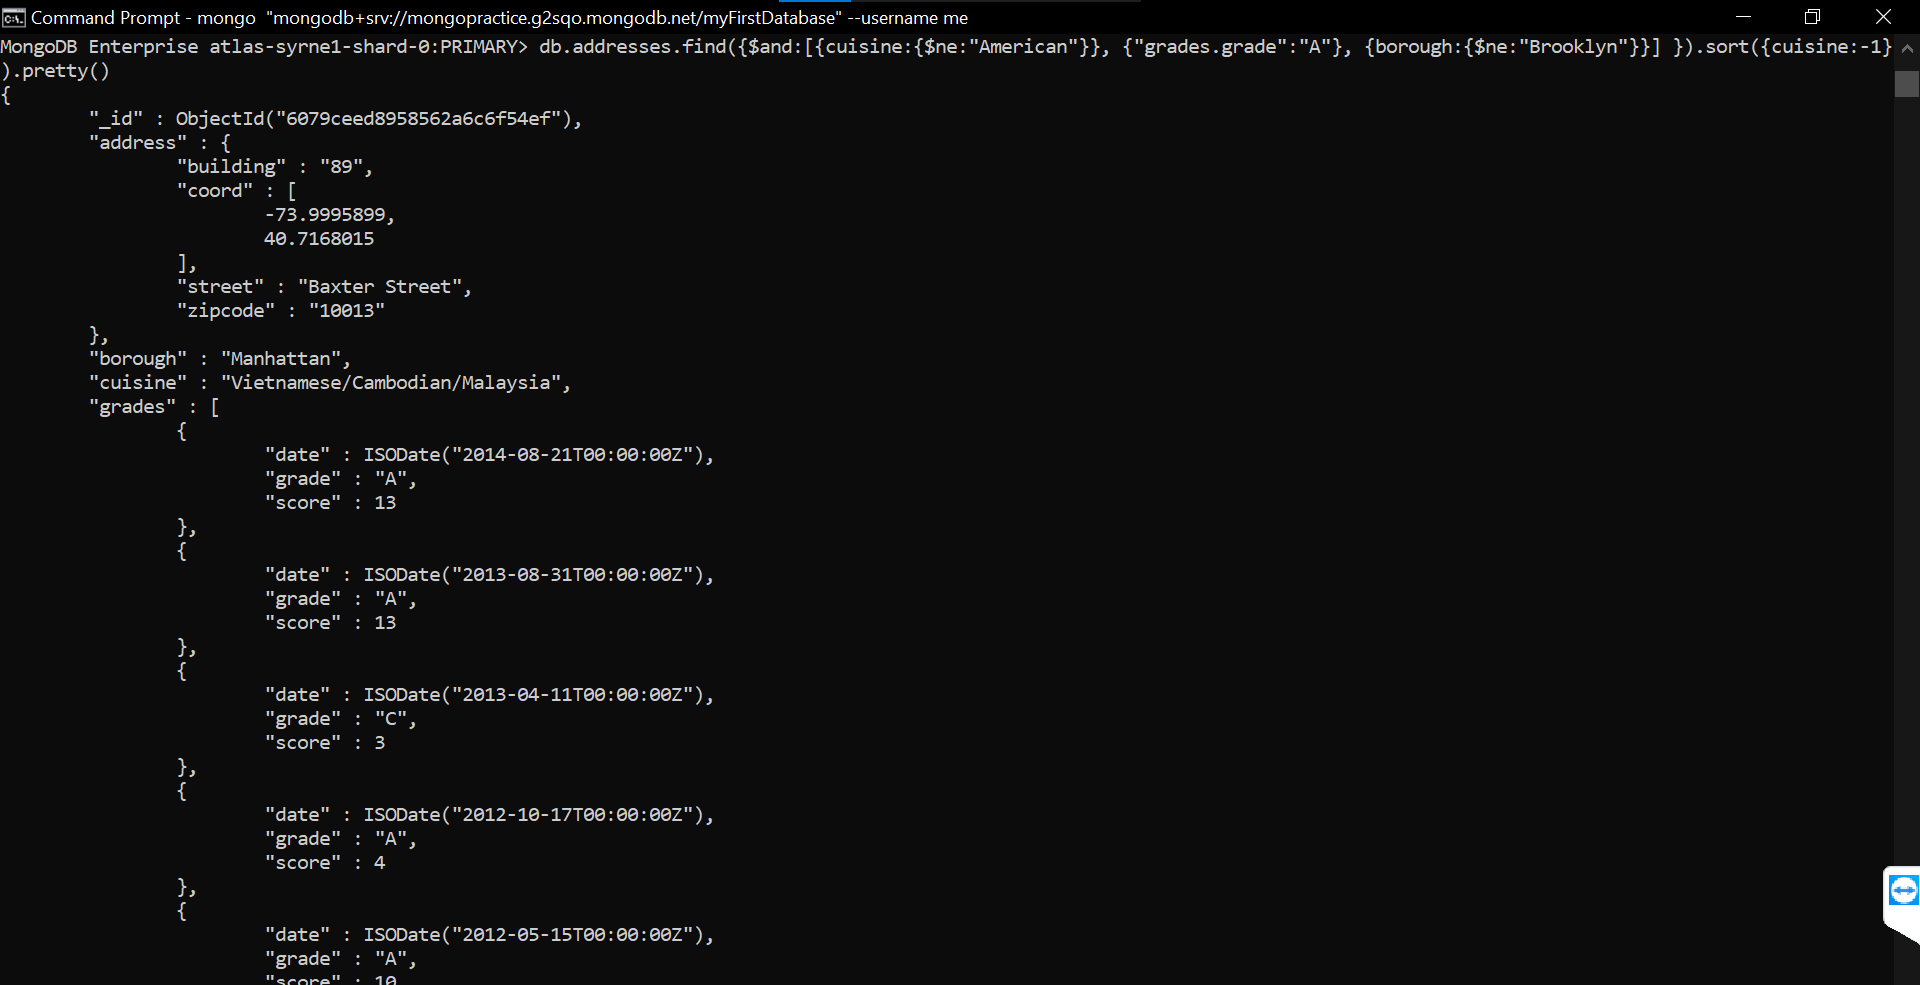 Command Prompt - mongo "mongodb+srv://mongopractice.g2sqo.mongodb.net/myFirstDatabase" --username me
MongoDB Enterprise atlas-syrne1-shard-0:PRIMARY> db.addresses.find({$and:[{cuisine:{$ne:"American"}}, {"grades.grade":"A"}, {borough:{$ne:"Brooklyn"}}] }).sort({cuisine:-1}
).pretty()
{
"_id" : ObjectId("6079ceed8958562a6c6f54ef"),
"address" : {
"building" : "89",
"coord" : [
-73.9995899,
40.7168015
],
"street" : "Baxter Street",
"zipcode" : "10013"
},
"borough" : "Manhattan",
"cuisine" : "Vietnamese/Cambodian/Malaysia",
"grades" : [
{
"date" : ISODate("2014-08-21T00:00:00Z"),
"grade" : "A",
"score" : 13
},
{
"date" : ISODate("2013-08-31T00:00:00Z"),
"grade" : "A",
"score" : 13
},
{
"date" : ISODate("2013-04-11T00:00:00Z"),
"grade" : "C",
"score" : 3
},
{
"date" : ISODate("2012-10-17T00:00:00Z"),
"grade" : "A",
"score" : 4
},
{
"date" : ISODate("2012-05-15T00:00:00Z"),
"grade" : "A",
"score" : 10